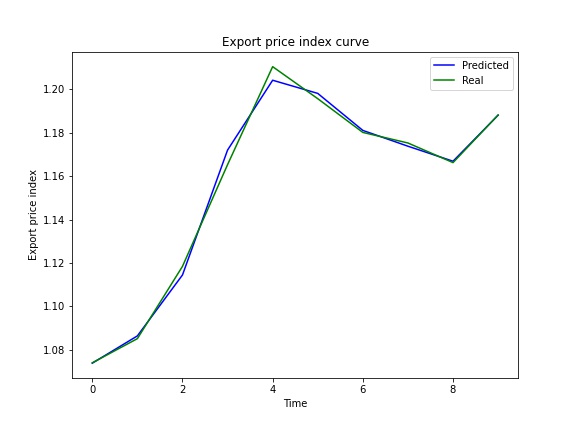 Export price index curve
Predicted
Real
Export price index
1.20
1.18
1.16
1.14
1.12
1.10
1.08
0
2
4
6
8
Time